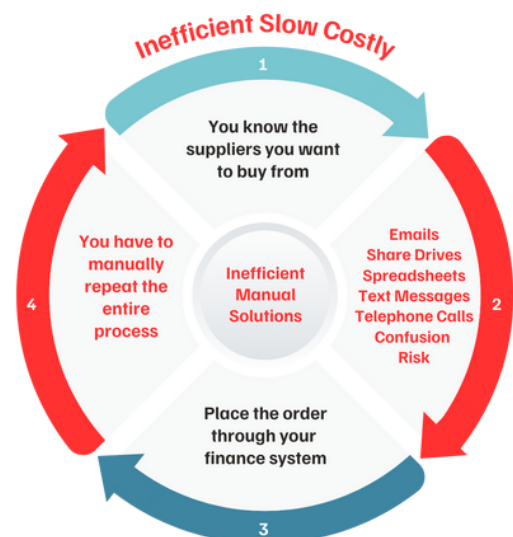 Inefficient Slow Costly
1
You know the
suppliers you want
to buy from
Emails
Share Drives
Spreadsheets
Text Messages
Telephone Calls
Confusion
Risk
2
Place the order
through your
finance system
3
You have to
manually
repeat the
entire
process
4
Inefficient
Manual
Solutions